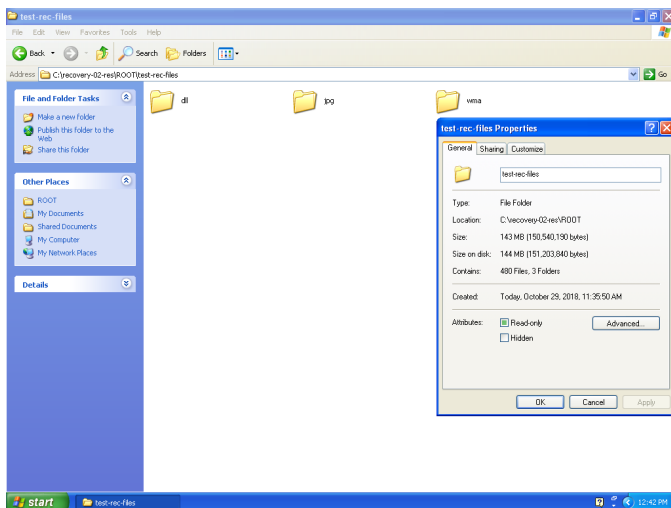 test-rec-files
File Edit View Favorites Tools Help
Back Search Folders
Address C:\recovery-02-res\ROOT\test-rec-files Go
File and Folder Tasks
Make a new folder
Publish this folder to the
Web
Share this folder
Other Places
ROOT
My Documents
Shared Documents
My Computer
My Network Places
Details
dll jpg wma
test-rec-files Properties
General Sharing Customize
test-rec-files
Type: File Folder
Location: C:\recovery-02-res\ROOT
Size: 143 MB (150,540,190 bytes)
Size on disk: 144 MB (151,203,840 bytes)
Contains: 480 Files, 3 Folders
Created: Today, October 29, 2018, 11:35:50 AM
Attributes: Read-only Advanced...
Hidden
OK Cancel Apply
start test-rec-files 12:42 PM